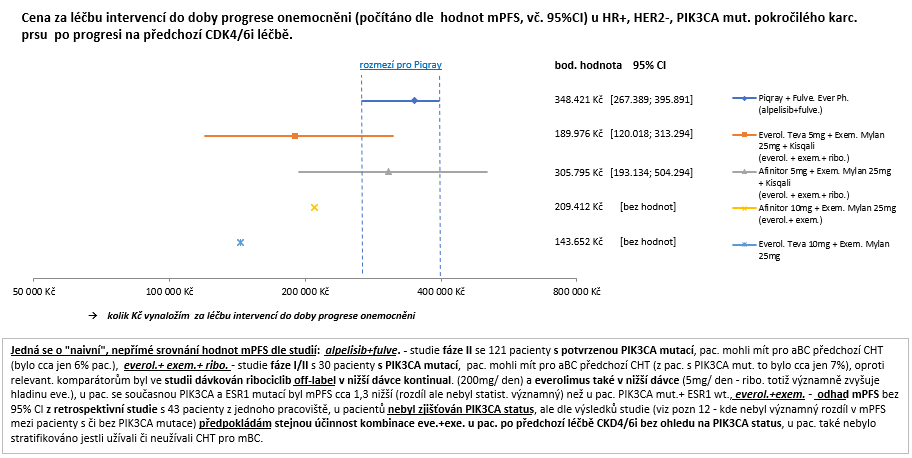 Cena za léčbu intervencí do doby progrese onemocněni (počítáno dle hodnot mPFS, vč. 95%CI) u HR+, HER2-, PIK3CA mut. pokročilého karc.
prsu po progresi na předchozí CDK4/6i léčbě.
rozmezí pro Piqray
bod. hodnota 95% CI
348.421 Kč [267.389; 395.891]
Piqray + Fulve. Ever Ph.
(alpelisib+fulve.)
189.976 Kč [120.018; 313.294]
Everol. Teva 5mg + Exem. Mylan
25mg + Kisqali
(everol. + exem.+ ribo.)
305.795 Kč [193.134; 504.294]
Afinitor 5mg + Exem. Mylan 25mg
+ Kisqali
(everol. + exem.+ ribo.)
209.412 Kč [bez hodnot]
Afinitor 10mg + Exem. Mylan 25mg
(everol.+ exem.)
143.652 Kč [bez hodnot]
Everol. Teva 10mg + Exem. Mylan
25mg
50 000 Kč 100 000 Kč 200 000 Kč 400 000 Kč 800 000 Kč
→ kolik Kč vynaložím za léčbu intervencí do doby progrese onemocněni
Jedná se o "naivní", nepřímé srovnání hodnot mPFS dle studií: alpelisib+fulve. - studie fáze II se 121 pacienty s potvrzenou PIK3CA mutací, pac. mohli mít pro aBC předchozí CHT
(bylo cca jen 6% pac.), everol.+ exem.+ ribo. - studie fáze I/II s 30 pacienty s PIK3CA mutací, pac. mohli mít pro aBC předchozí CHT (z pac. s PIK3CA mut. to bylo cca jen 7%), oproti
relevant. komparátorům byl ve studii dávkován ribociclib off-label v nižší dávce kontinual. (200mg/ den) a everolimus také v nižší dávce (5mg/ den - ribo. totiž významně zvyšuje
hladinu eve.), u pac. se současnou PIK3CA a ESR1 mutací byl mPFS cca 1,3 nižší (rozdíl ale nebyl statist. významný) než u pac. PIK3CA mut.+ ESR1 wt., everol.+exem. - odhad mPFS bez
95% CI z retrospektivní studie s 43 pacienty z jednoho pracoviště, u pacientů nebyl zjišťován PIK3CA status, ale dle výsledků studie (viz pozn 12 - kde nebyl významný rozdíl v mPFS
mezi pacienty s či bez PIK3CA mutace) předpokládám stejnou účinnost kombinace eve.+exe. u pac. po předchozí léčbě CKD4/6i bez ohledu na PIK3CA status, u pac. také nebylo
stratifikováno jestli užívali či neužívali CHT pro mBC.